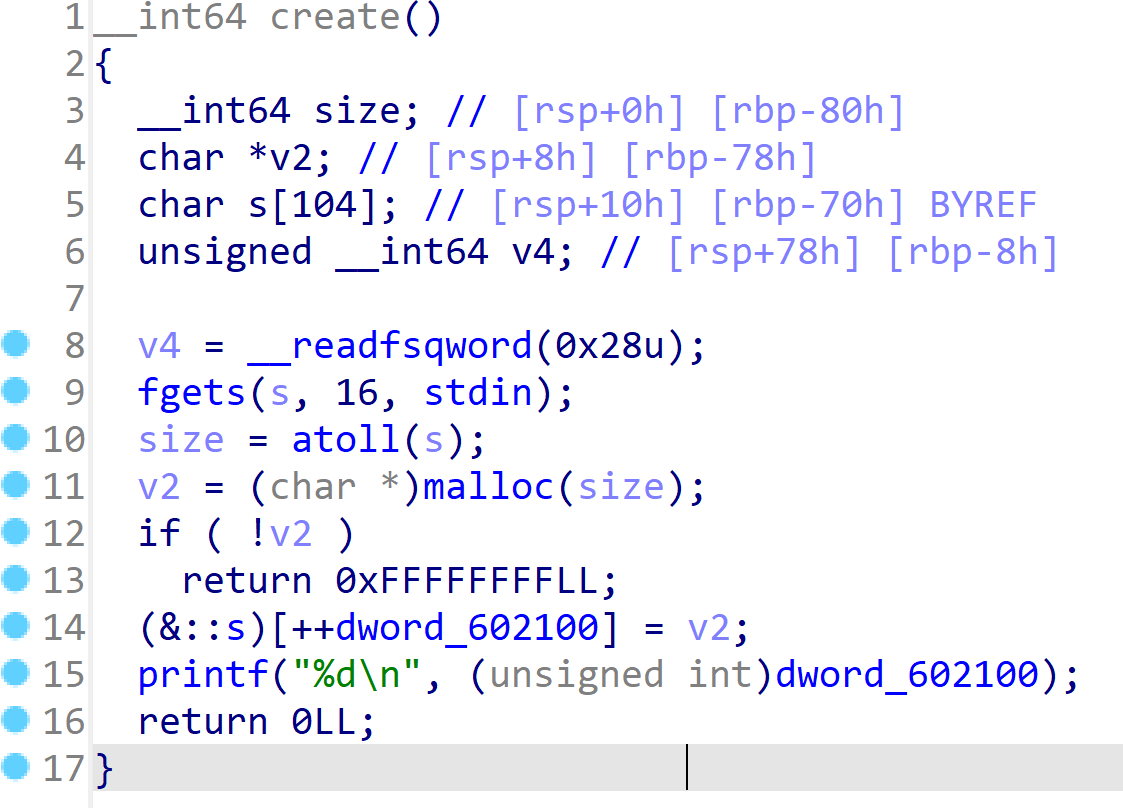 1 __int64 create()
2 {
3   __int64 size; // [rsp+0h] [rbp-80h]
4   char *v2; // [rsp+8h] [rbp-78h]
5   char s[104]; // [rsp+10h] [rbp-70h] BYREF
6   unsigned __int64 v4; // [rsp+78h] [rbp-8h]
7
8   v4 = __readfsqword(0x28u);
9   fgets(s, 16, stdin);
10   size = atoll(s);
11   v2 = (char *)malloc(size);
12   if ( !v2 )
13     return 0xFFFFFFFFLL;
14   (&::s)[++dword_602100] = v2;
15   printf("%d\n", (unsigned int)dword_602100);
16   return 0LL;
17 }